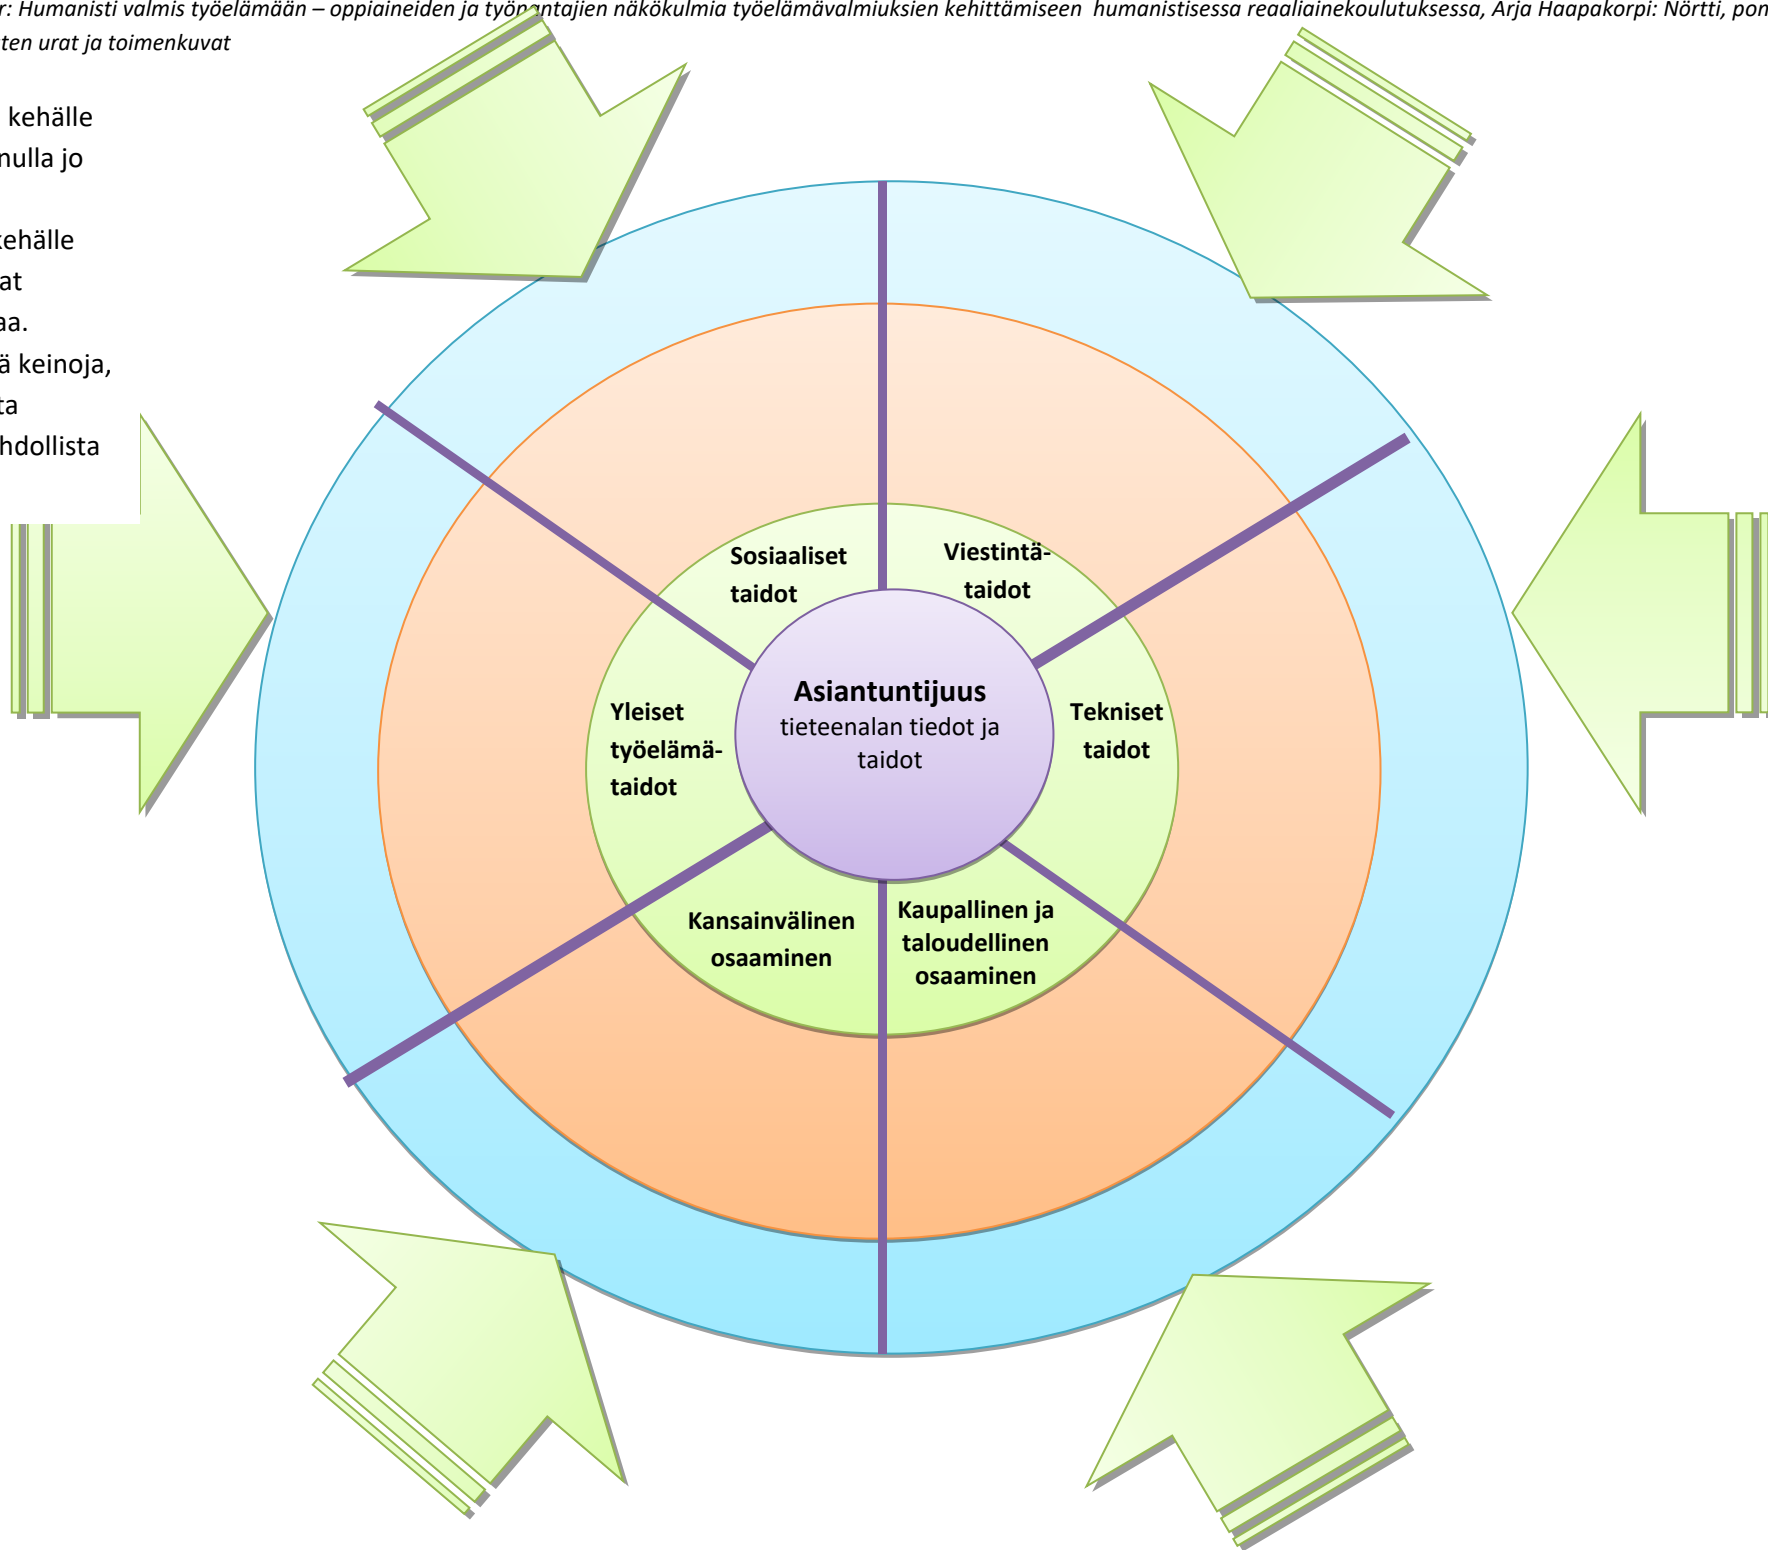 r: Humanisti valmis työelämään – oppiaineiden ja työnantajien näkökulmia työelämävalmiuksien kehittämiseen humanistisessa reaaliainekoulutuksessa, Arja Haapakorpi: Nörtti, pon
ten urat ja toimenkuvat
kehälle
nulla jo
kehälle
at
aa.
ä keinoja,
ta
hdollista
Sosiaaliset
taidot
Viestintä-
taidot
Asiantuntijuus
tieteenalan tiedot ja
taidot
Yleiset
työelämä-
taidot
Tekniset
taidot
Kansainvälinen
osaaminen
Kaupallinen ja
taloudellinen
osaaminen